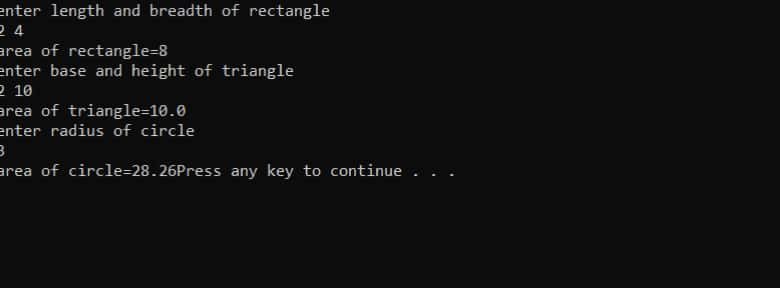 enter length and breadth of rectangle
2 4
area of rectangle=8
enter base and height of triangle
2 10
area of triangle=10.0
enter radius of circle
3
area of circle=28.26Press any key to continue . . .